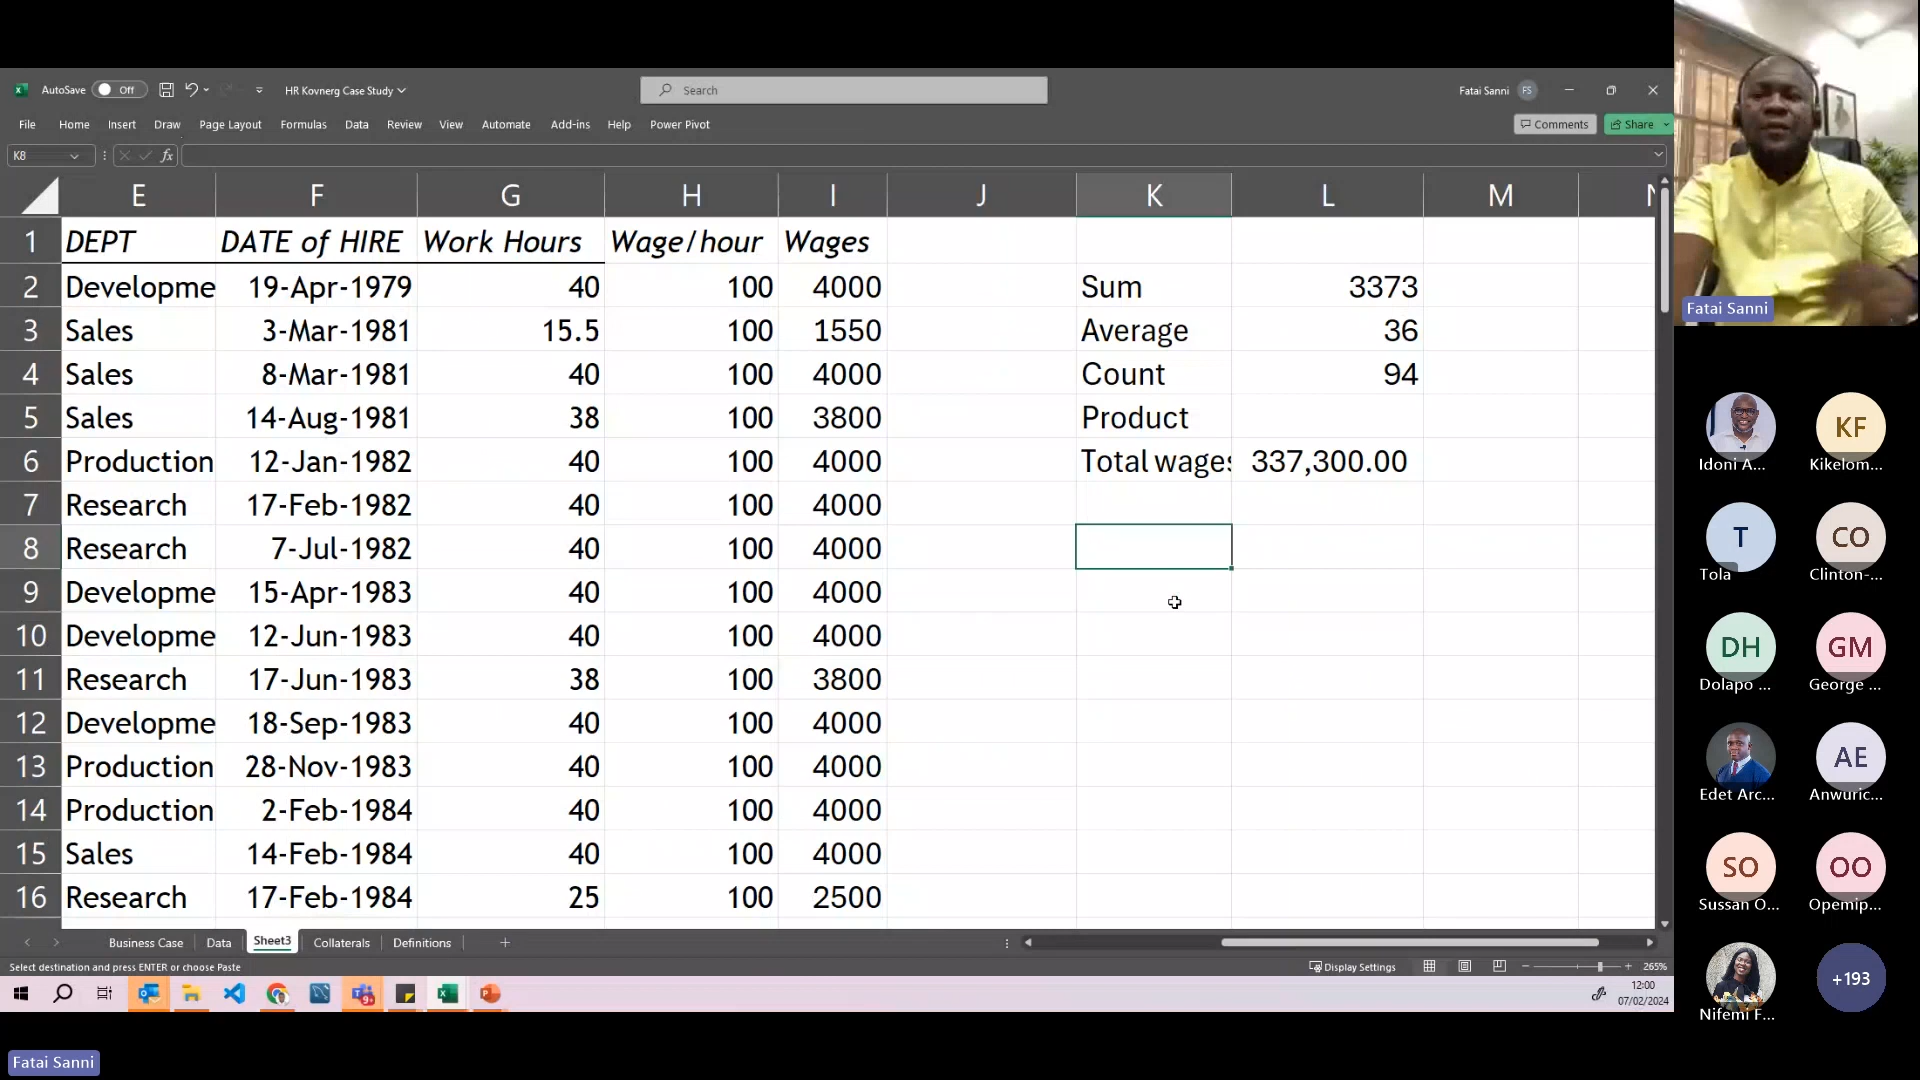 AutoSave Off HR Kovnerg Case Study Search Fatai Sanni FS
File Home Insert Draw Page Layout Formulas Data Review View Automate Add-ins Help Power Pivot Comments Share
K8 fx
E F G H I J K L M N
1 DEPT DATE of HIRE Work Hours Wage/hour Wages
2 Developme 19-Apr-1979 40 100 4000 Sum 3373
3 Sales 3-Mar-1981 15.5 100 1550 Average 36
4 Sales 8-Mar-1981 40 100 4000 Count 94
5 Sales 14-Aug-1981 38 100 3800 Product
6 Production 12-Jan-1982 40 100 4000 Total wages 337,300.00
7 Research 17-Feb-1982 40 100 4000
8 Research 7-Jul-1982 40 100 4000
9 Developme 15-Apr-1983 40 100 4000
10 Developme 12-Jun-1983 40 100 4000
11 Research 17-Jun-1983 38 100 3800
12 Developme 18-Sep-1983 40 100 4000
13 Production 28-Nov-1983 40 100 4000
14 Production 2-Feb-1984 40 100 4000
15 Sales 14-Feb-1984 40 100 4000
16 Research 17-Feb-1984 25 100 2500
Business Case Data Sheet3 Collaterals Definitions
Select destination and press ENTER or choose Paste Display Settings 265%
12:00
07/02/2024
Fatai Sanni
Fatai Sanni
KF
Idoni A... Kikelom...
T CO
Tola Clinton-...
DH GM
Dolapo ... George ...
AE
Edet Arc... Anwuric...
SO OO
Sussan O... Opemip...
+193
Nifemi F...